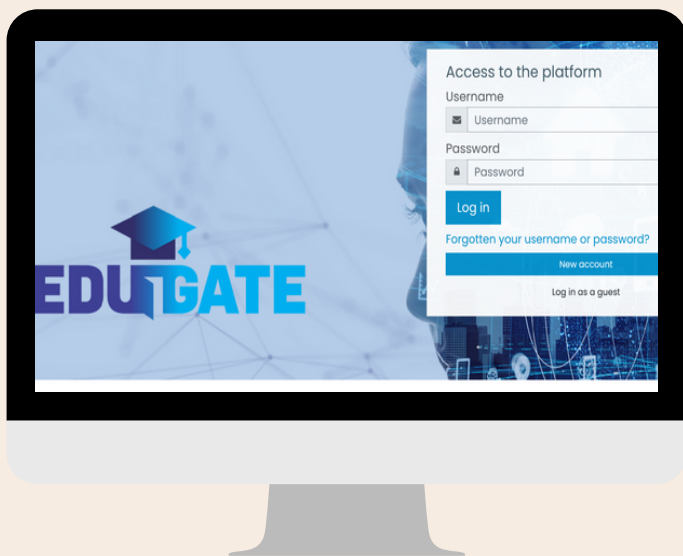 Access to the platform
Username
Username
Password
Password
Log in
Forgotten your username or password?
New account
Log in as a guest
EDUGATE